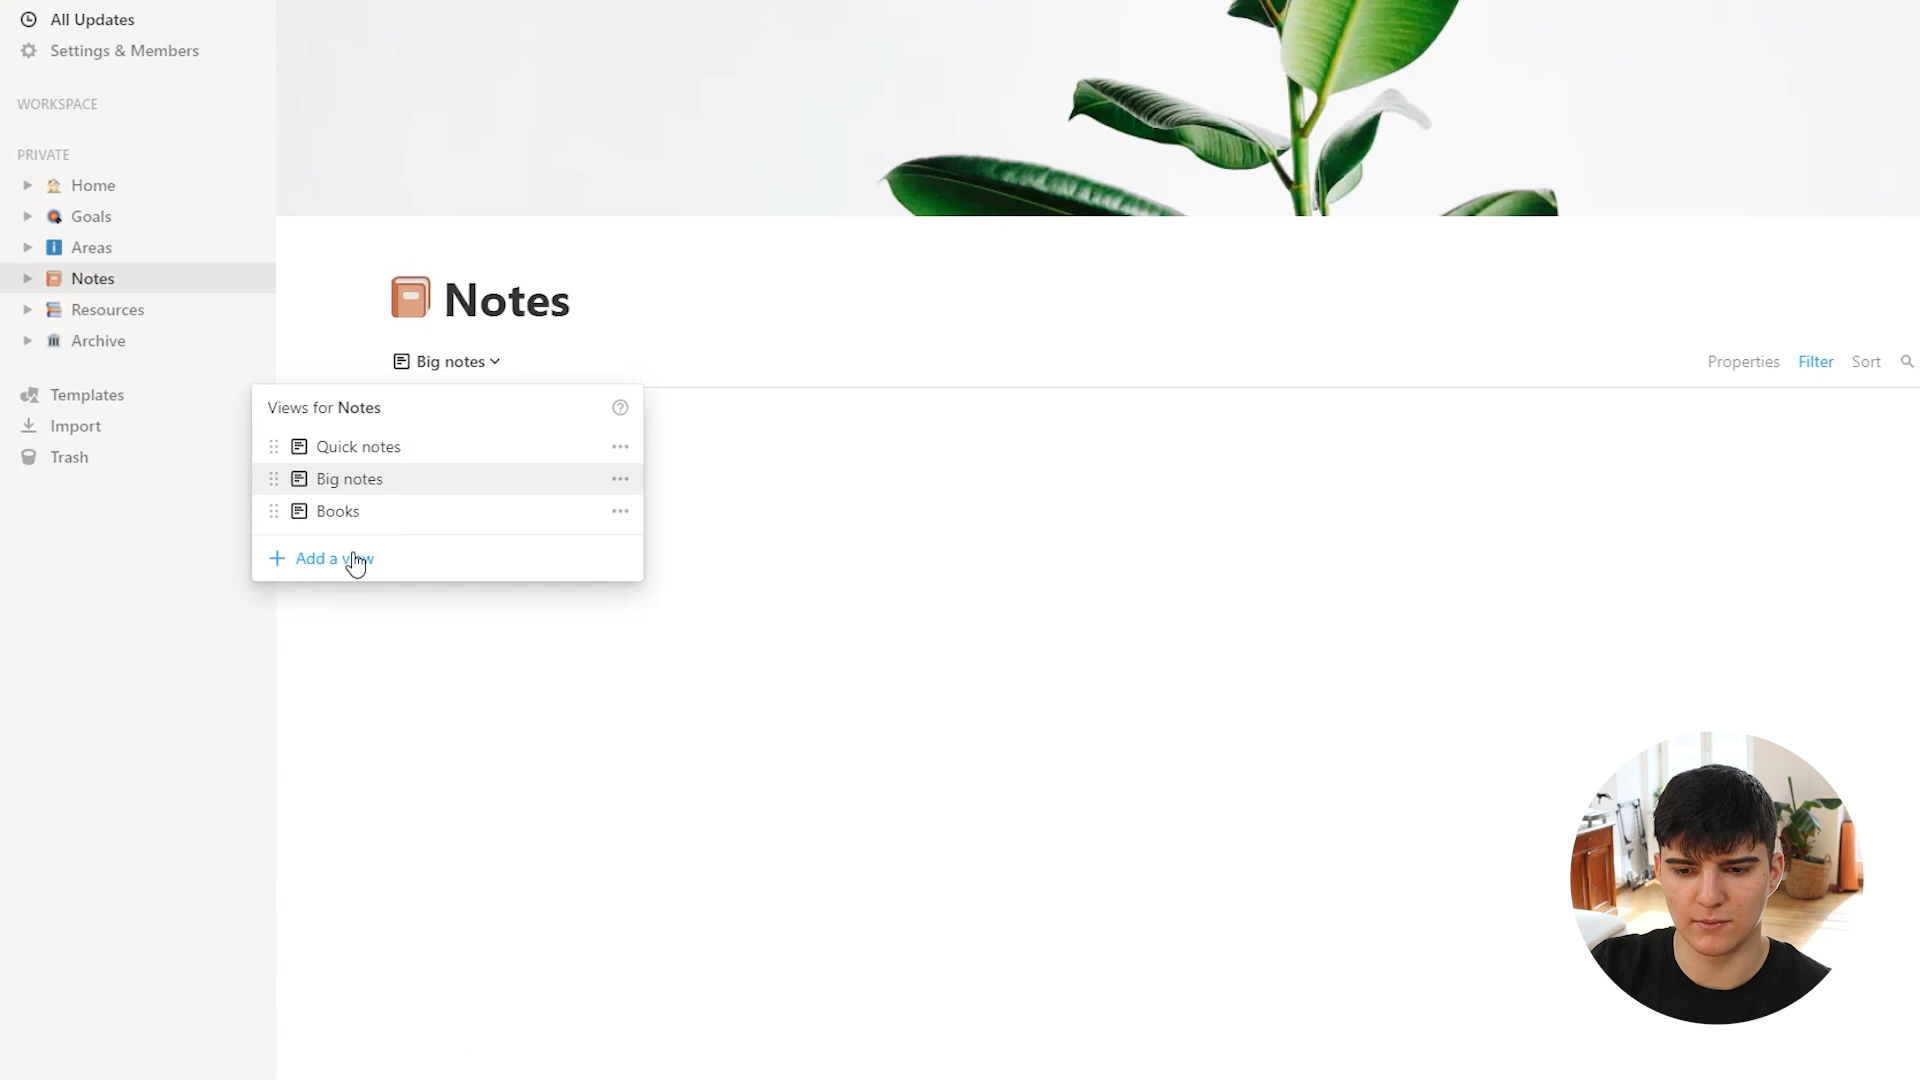 All Updates
Settings & Members
WORKSPACE
PRIVATE
Home
Goals
Areas
Notes
Resources
Archive
Templates
Import
Trash
Notes
Big notes
Properties Filter Sort
Views for Notes
Quick notes
Big notes
Books
Add a view